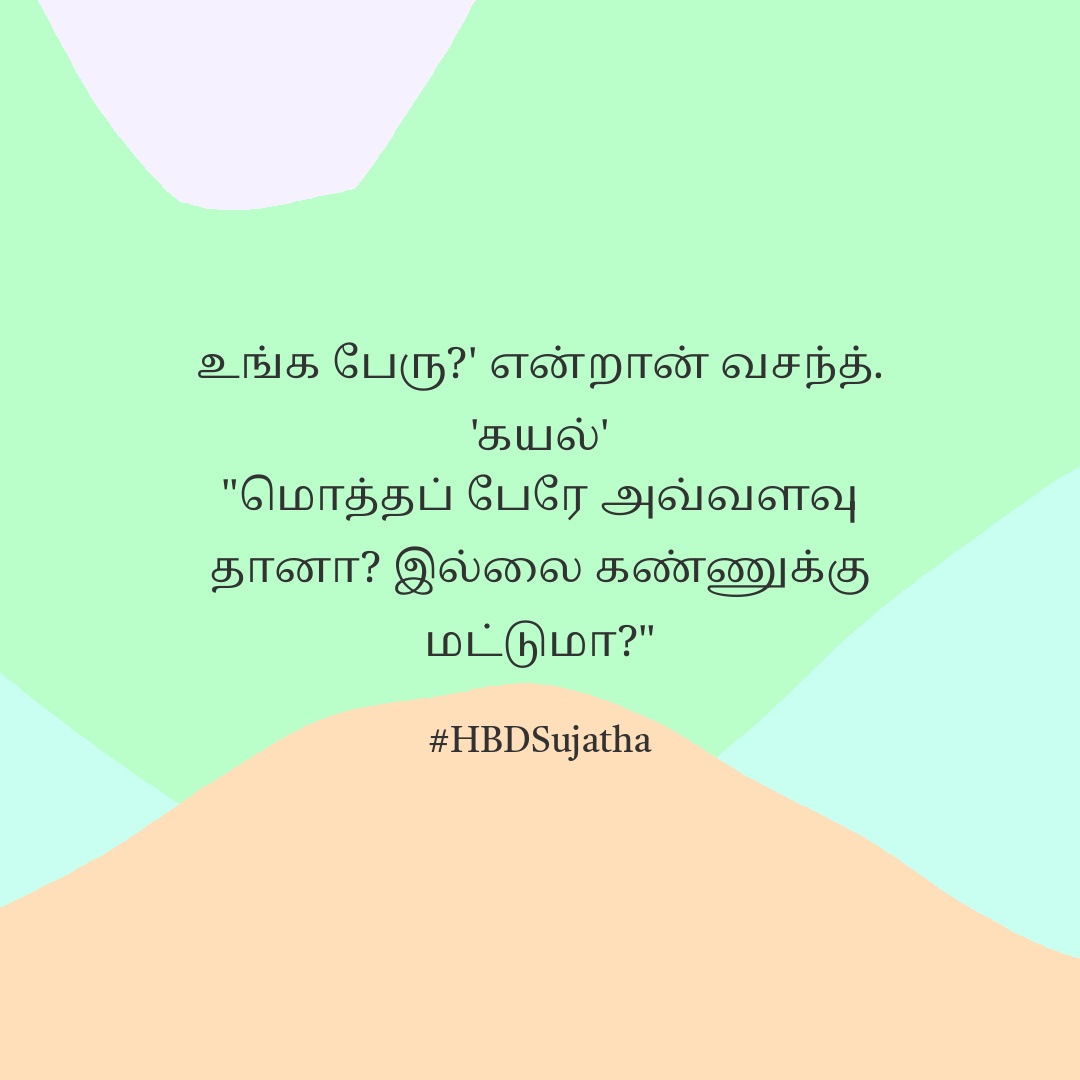 உங்க பேரு?' என்றான் வசந்த்.
'கயல்'
"மொத்தப் பேரே அவ்வளவு
தானா? இல்லை கண்ணுக்கு
மட்டுமா?"
#HBDSujatha